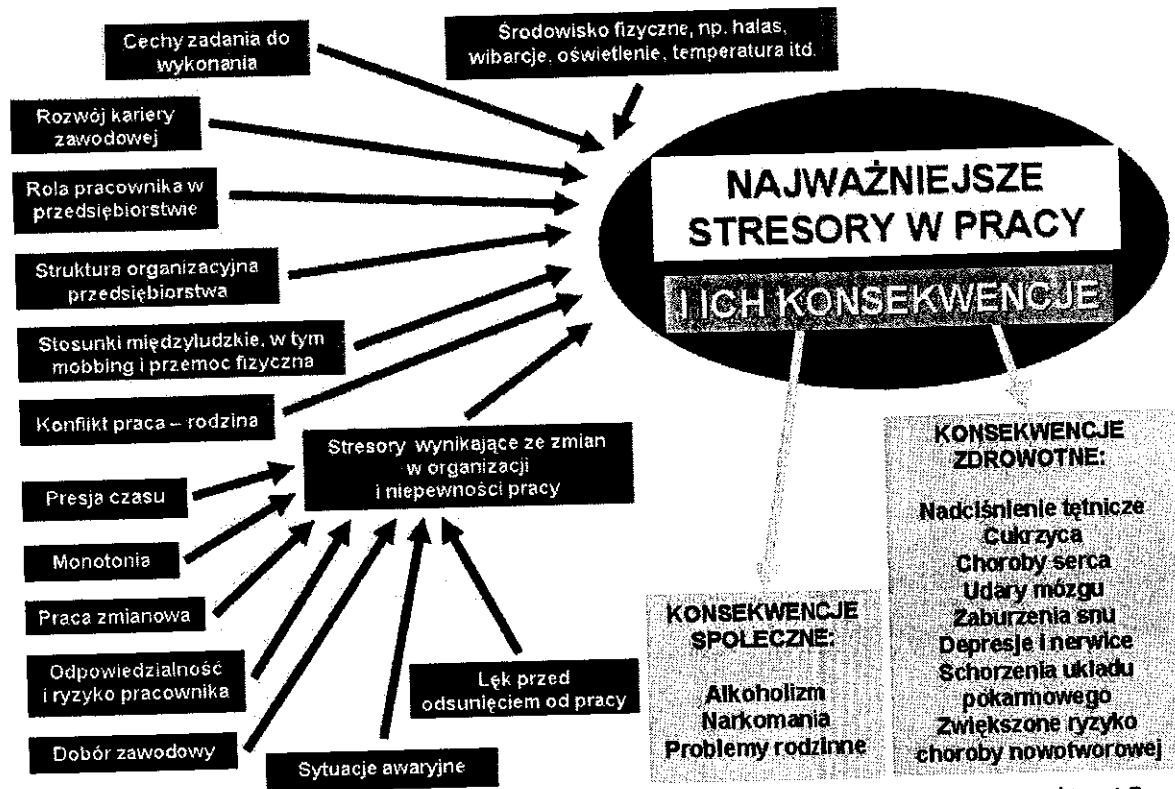 Cechy zadania do
wykonania
Środowisko fizyczne, np. hałas,
wibarcje, oświetlenie, temperatura itd.
Rozwój kariery
zawodowej
Rola pracownika w
przedsiębiorstwie
Struktura organizacyjna
przedsiębiorstwa
Stosunki międzyludzkie, w tym
mobbing i przemoc fizyczna
Konflikt praca – rodzina
Stresory wynikające ze zmian
w organizacji
i niepewności pracy
Presja czasu
Monotonia
Praca zmianowa
Odpowiedzialność
i ryzyko pracownika
Dobór zawodowy
Sytuacje awaryjne
Lęk przed
odsunięciem od pracy
NAJWAŻNIEJSZE
STRESORY W PRACY
I ICH KONSEKWENCJE
KONSEKWENCJE
SPOŁECZNE:
Alkoholizm
Narkomania
Problemy rodzinne
KONSEKWENCJE
ZDROWOTNE:
Nadciśnienie tętnicze
Cukrzyca
Choroby serca
Udary mózgu
Zaburzenia snu
Depresje i nerwice
Schorzenia układu
pokarmowego
Zwiększone ryzyko
choroby nowotworowej